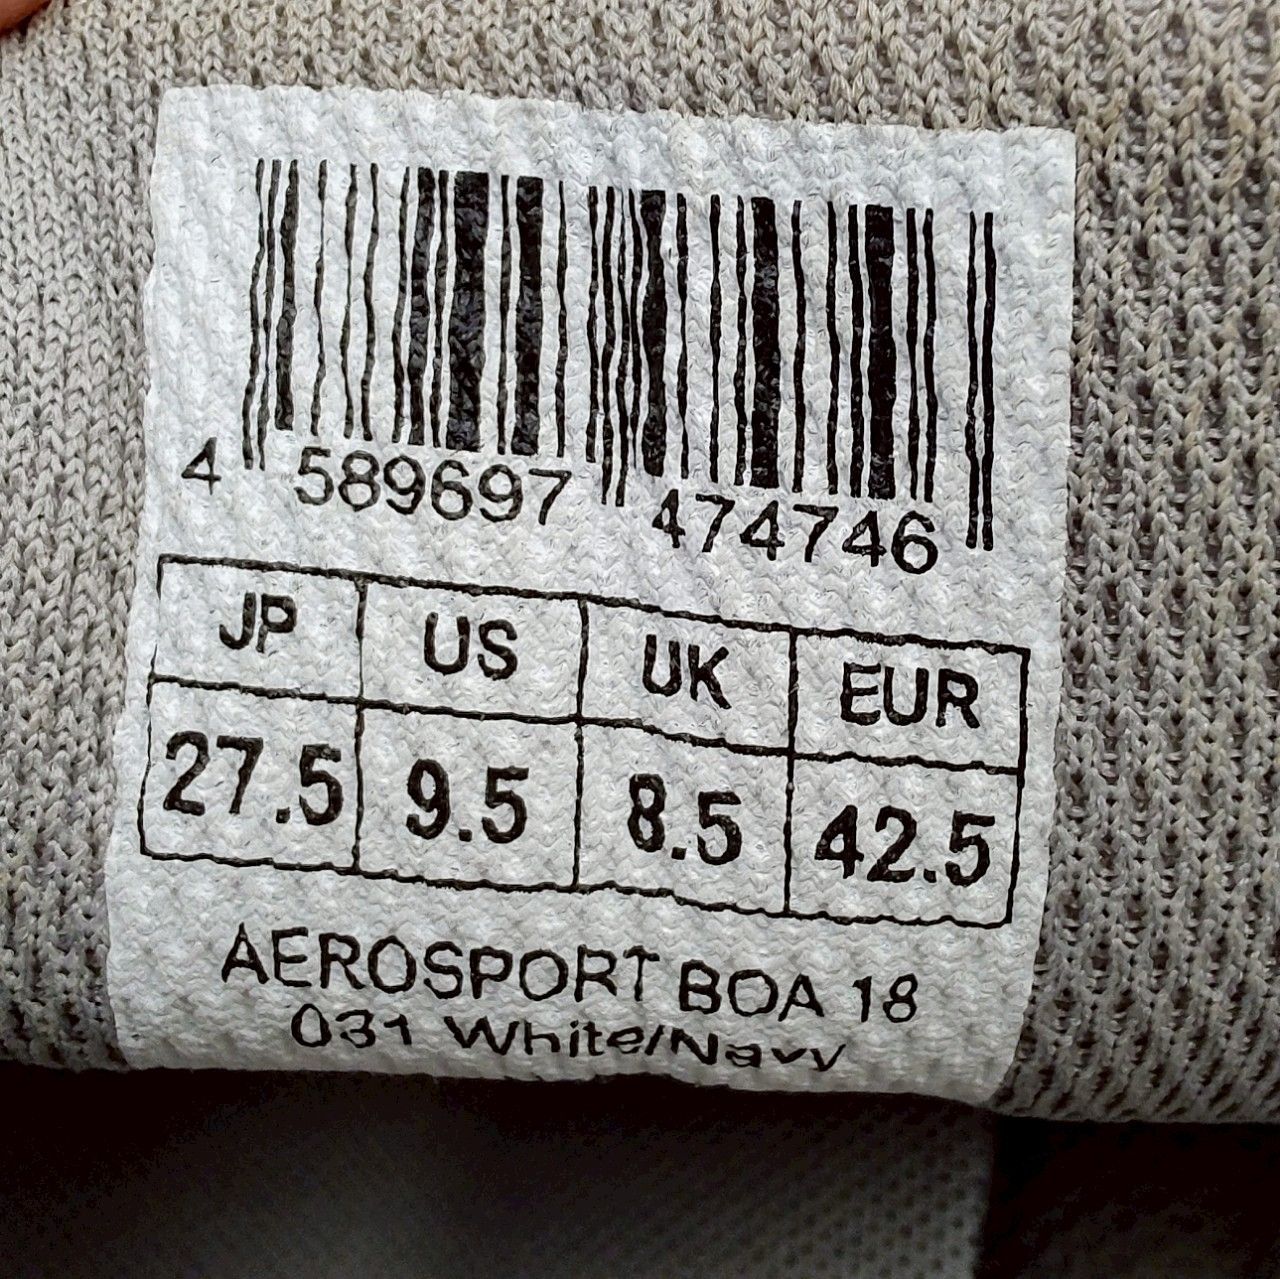 4 589697 474746
JP US UK EUR
27.5 9.5 8.5 42.5
AEROSPORT BOA 18
031 White/Navy